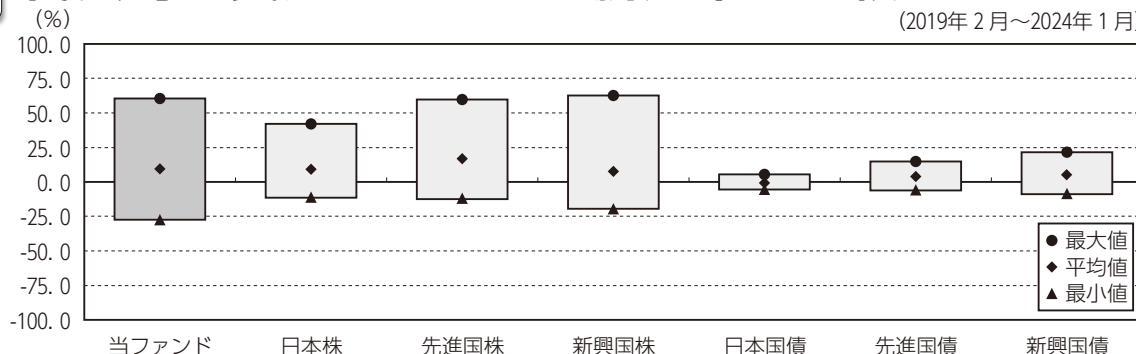 (%)
(2019年2月～2024年1月)
100.0
75.0
50.0
25.0
0.0
-25.0
-50.0
-75.0
-100.0
● 最大値
◆ 平均値
▲ 最小値
当ファンド 日本株 先進国株 新興国株 日本国債 先進国債 新興国債